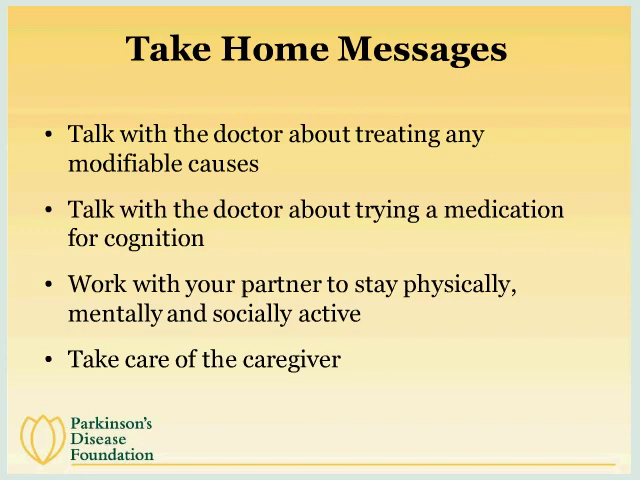 Take Home Messages
• Talk with the doctor about treating any
modifiable causes
• Talk with the doctor about trying a medication
for cognition
• Work with your partner to stay physically,
mentally and socially active
• Take care of the caregiver
Parkinson's
Disease
Foundation